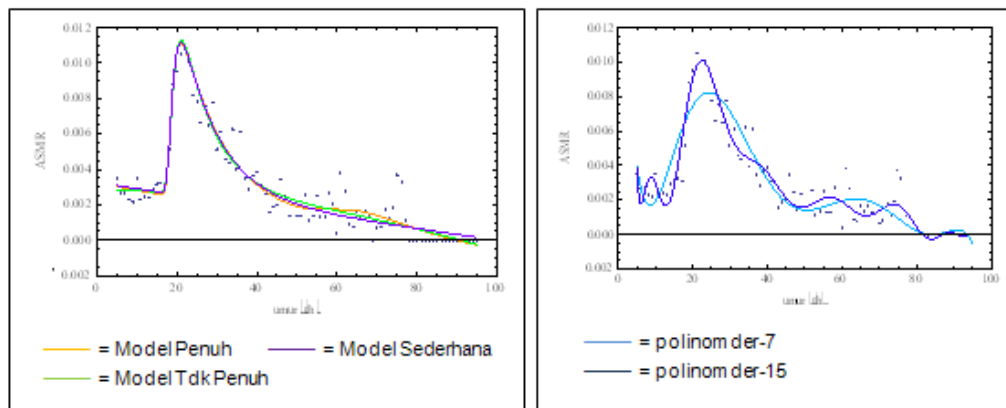 0.012
0.010
0.008
0.006
0.004
0.002
0.000
0.002
ASMR
0 20 40 60 80 100
umur
= Model Penuh = Model Sederhana
= Model Tdk Penuh
0.012
0.010
0.008
0.006
0.004
0.002
0.000
0.002
ASMR
0 20 40 60 80 100
umur
= polinom der-7
= polinom der-15